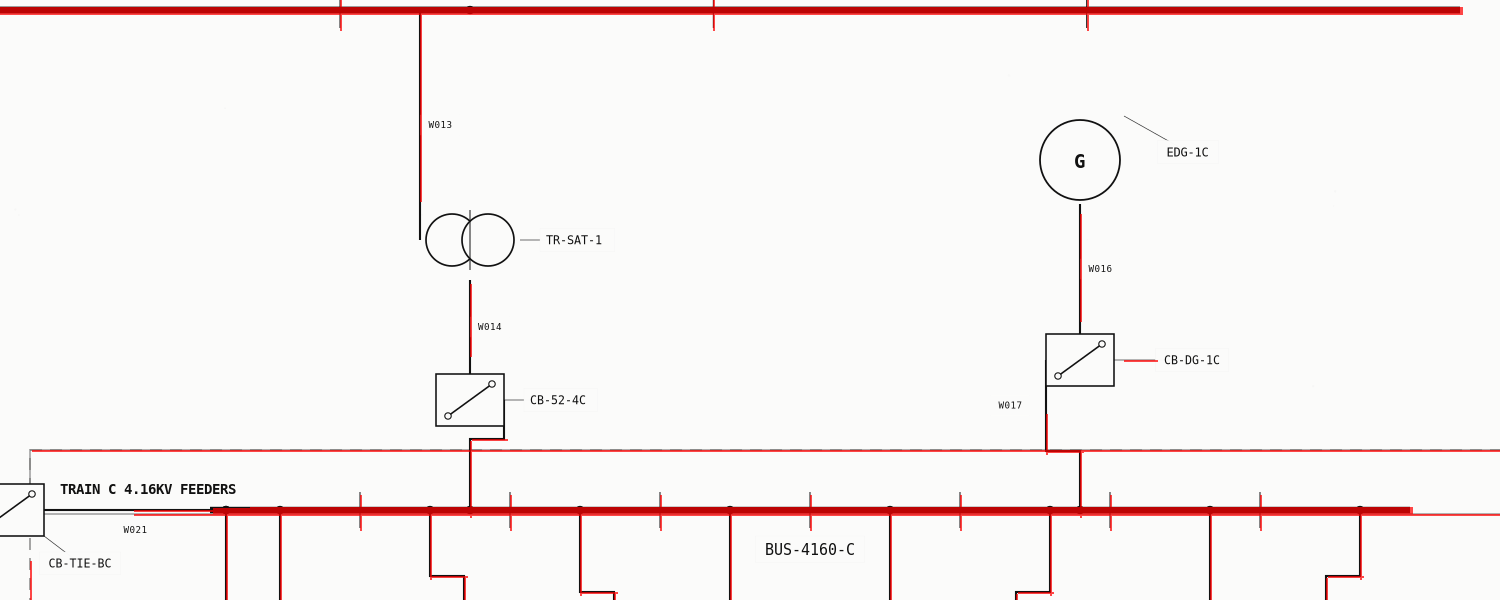 W013
EDG-1C
G
TR-SAT-1
W016
W014
CB-DG-1C
CB-52-4C
W017
TRAIN C 4.16KV FEEDERS
W021
BUS-4160-C
CB-TIE-BC